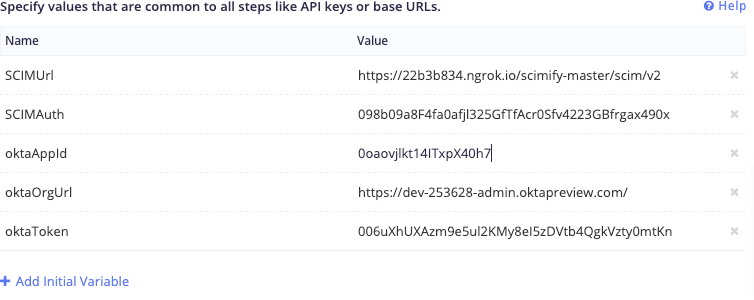 Specify values that are common to all steps like API keys or base URLs. Help
Name Value
SCIMUrl https://22b3b834.ngrok.io/scimify-master/scim/v2
SCIMAuth 098b09a8F4fa0afjl325GfTfAcr0Sfv4223GBfrgax490x
oktaAppId 0oaovjlkt14ITxpX40h7
oktaOrgUrl https://dev-253628-admin.oktapreview.com/
oktaToken 006uXhUXAzm9e5ul2KMy8eI5zDVtb4QgkVzty0mtKn
Add Initial Variable